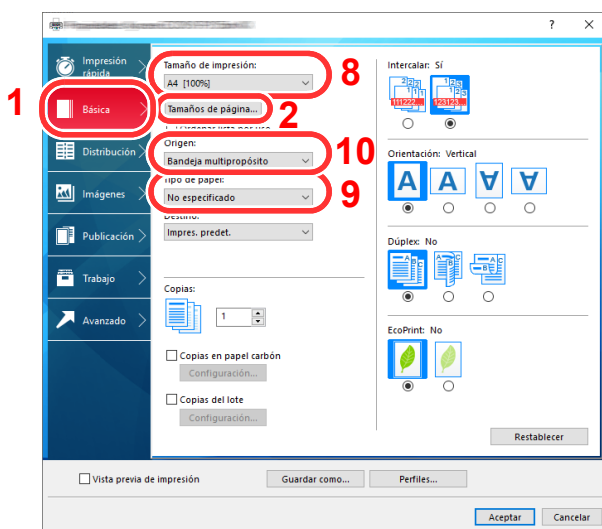 ?
Impresión
rápida
Básica
Distribución
Imágenes
Publicación
Trabajo
Avanzado
1
Tamaño de impresión:
A4 [100%]
8
Tamaños de página...
2
Origen:
Bandeja multipropósito
10
Tipo de papel:
No especificado
9
Destino:
Impres. predet.
Copias:
1
Copias en papel carbón
Configuración...
Copias del lote
Configuración...
Intercalar: Sí
111222...
123123...
Orientación: Vertical
A A A A
Dúplex: No
EcoPrint: No
Restablecer
Vista previa de impresión
Guardar como...
Perfiles...
Aceptar
Cancelar